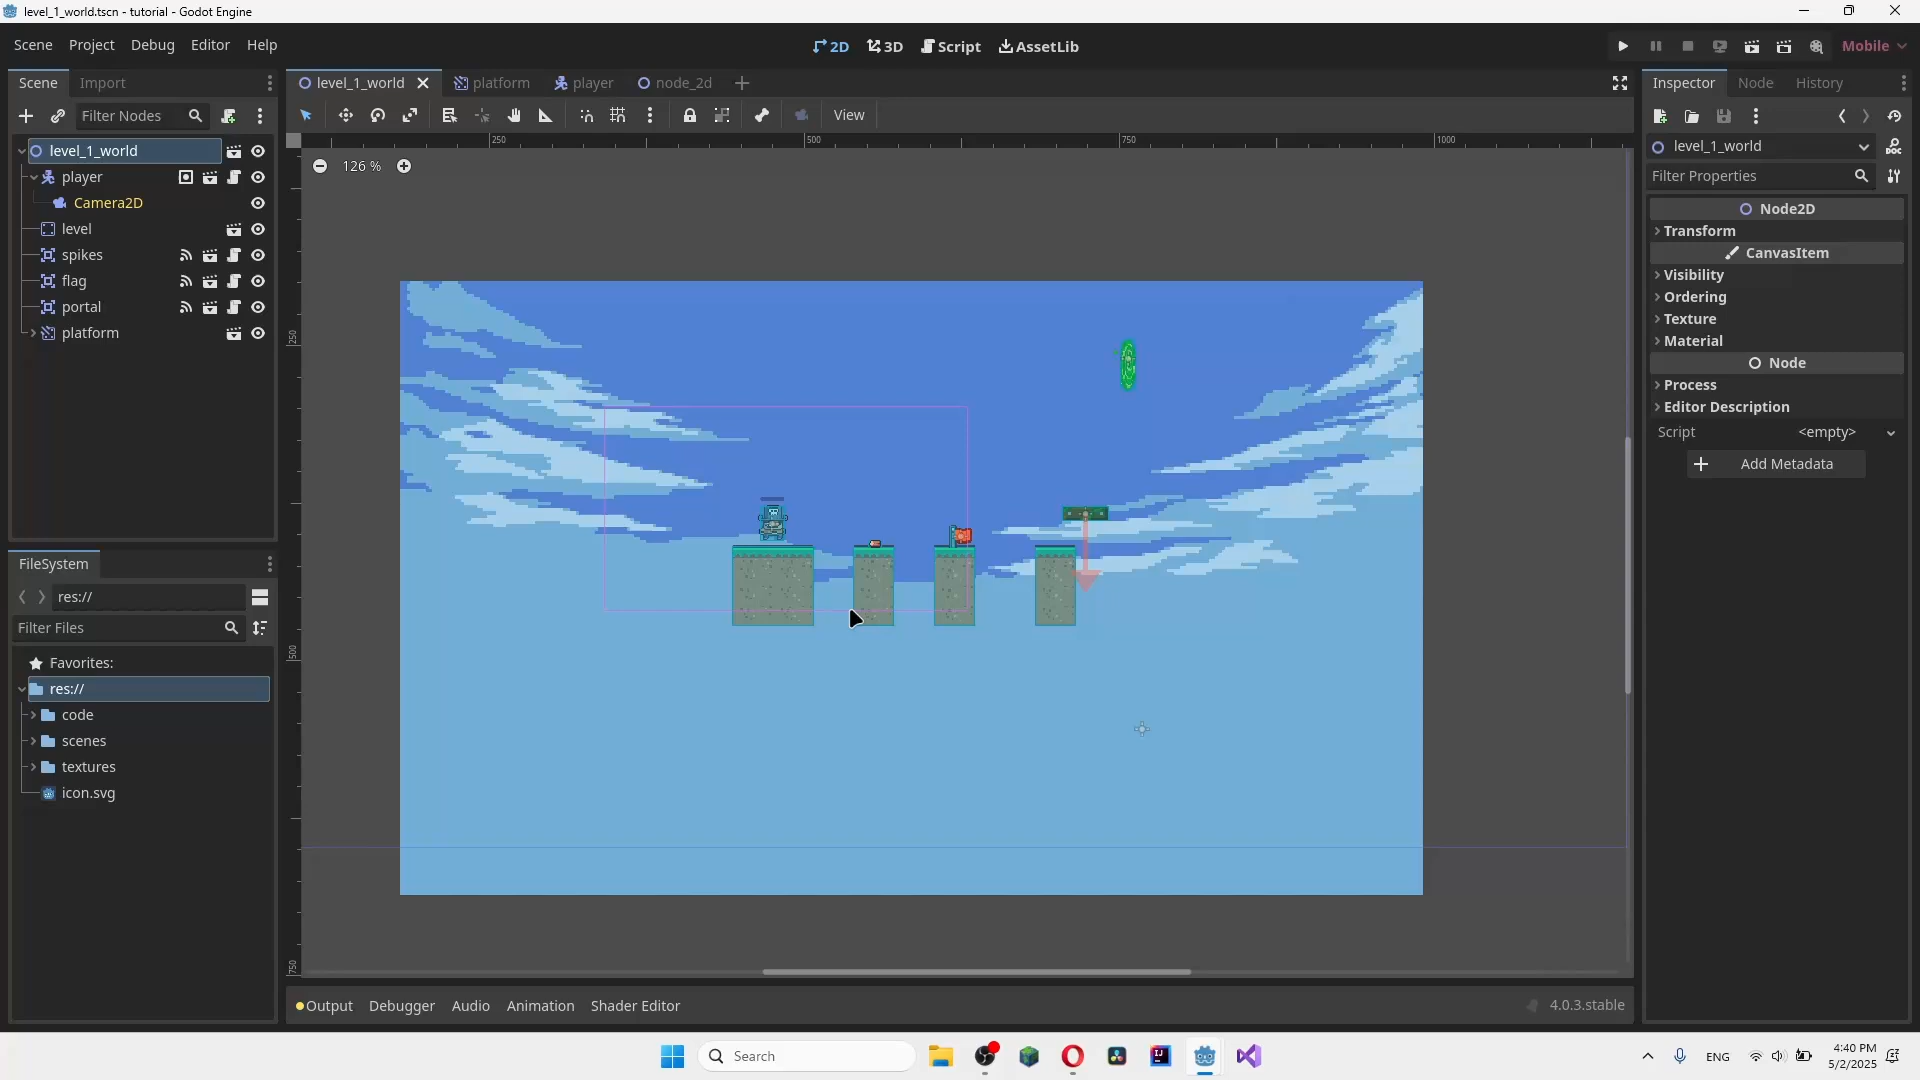 level_1_world.tscn - tutorial - Godot Engine
Scene Project Debug Editor Help
2D 3D Script AssetLib
Mobile
Scene Import
level_1_world platform player node_2d
Inspector Node History
Filter Nodes
View
level_1_world
Filter Properties
level_1_world
player
Camera2D
level
spikes
flag
portal
platform
250 500 750 1000
126 %
250
500
750
Node2D
Transform
CanvasItem
Visibility
Ordering
Texture
Material
Node
Process
Editor Description
Script <empty>
Add Metadata
FileSystem
res://
Filter Files
Favorites:
res://
code
scenes
textures
icon.svg
Output Debugger Audio Animation Shader Editor
4.0.3.stable
Search
ENG
4:40 PM
5/2/2025